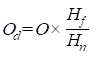 O_d = O × H_f / H_n